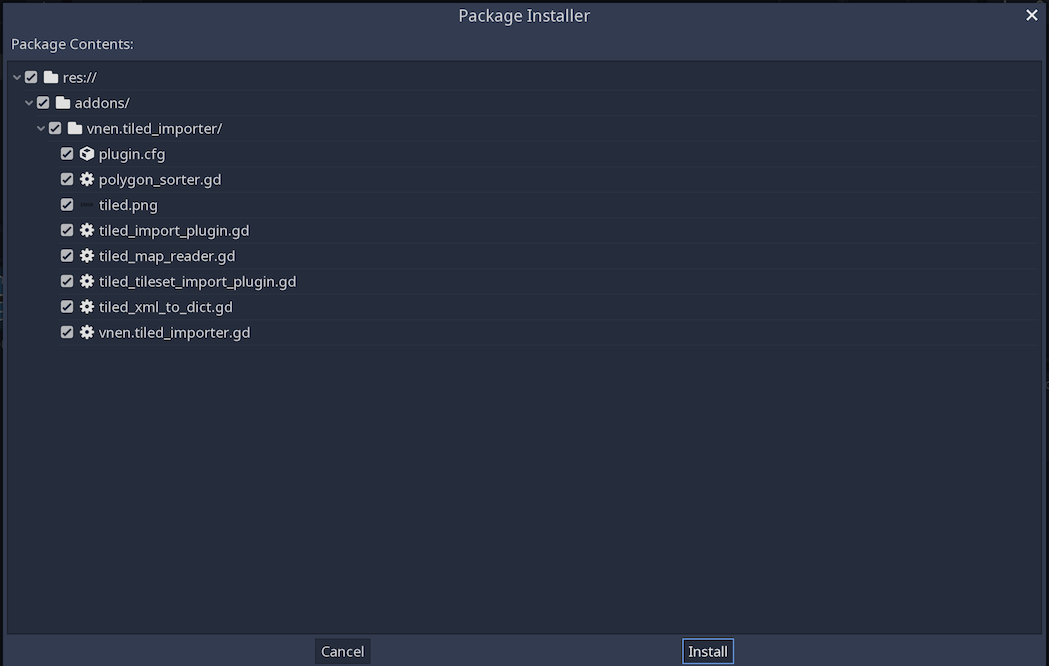 Package Installer
Package Contents:
res://
addons/
vnen.tiled_importer/
plugin.cfg
polygon_sorter.gd
tiled.png
tiled_import_plugin.gd
tiled_map_reader.gd
tiled_tileset_import_plugin.gd
tiled_xml_to_dict.gd
vnen.tiled_importer.gd
Cancel Install